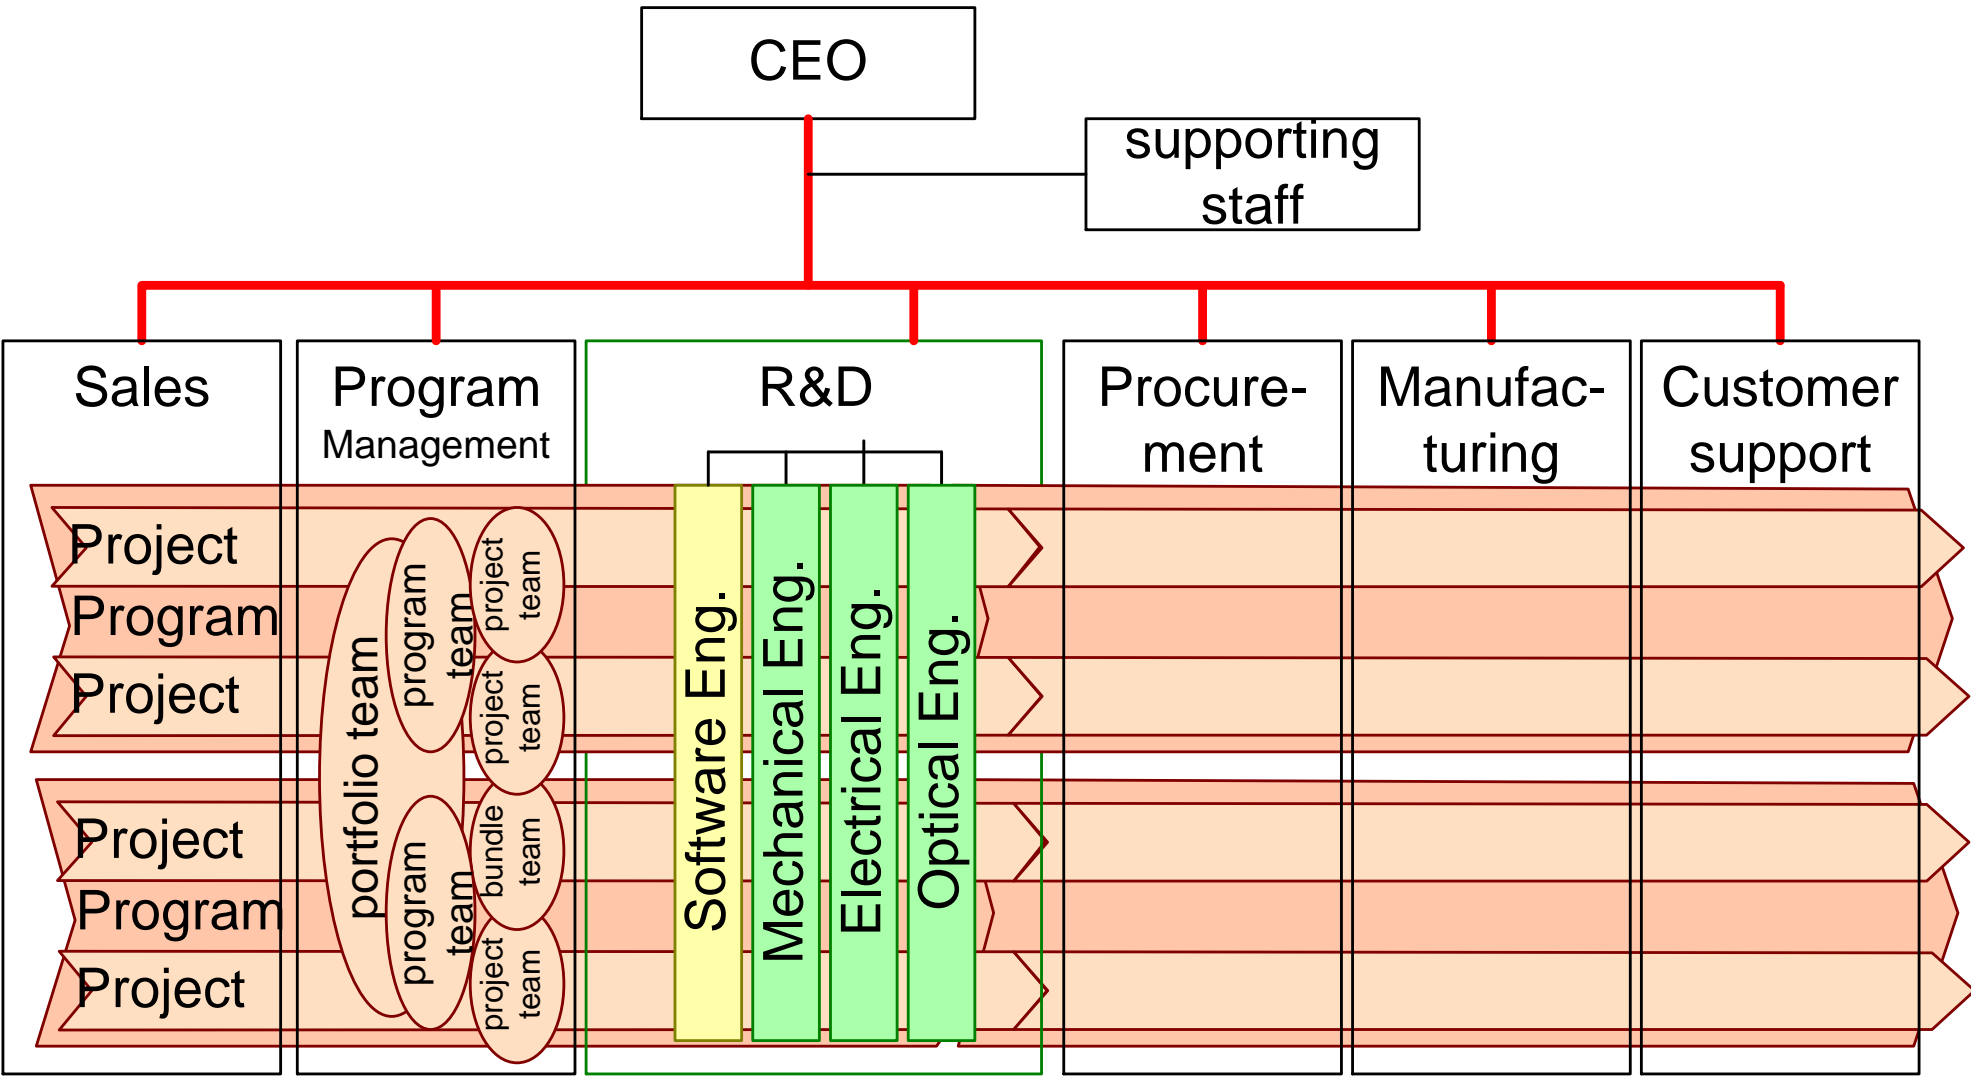 CEO
supporting
staff
Sales
Program
Management
R&D
Procure-
ment
Manufac-
turing
Customer
support
Project
Program
Project
Project
Program
Project
portfolio team
program
team
program
team
project
team
project
team
bundle
team
project
team
Software Eng.
Mechanical Eng.
Electrical Eng.
Optical Eng.